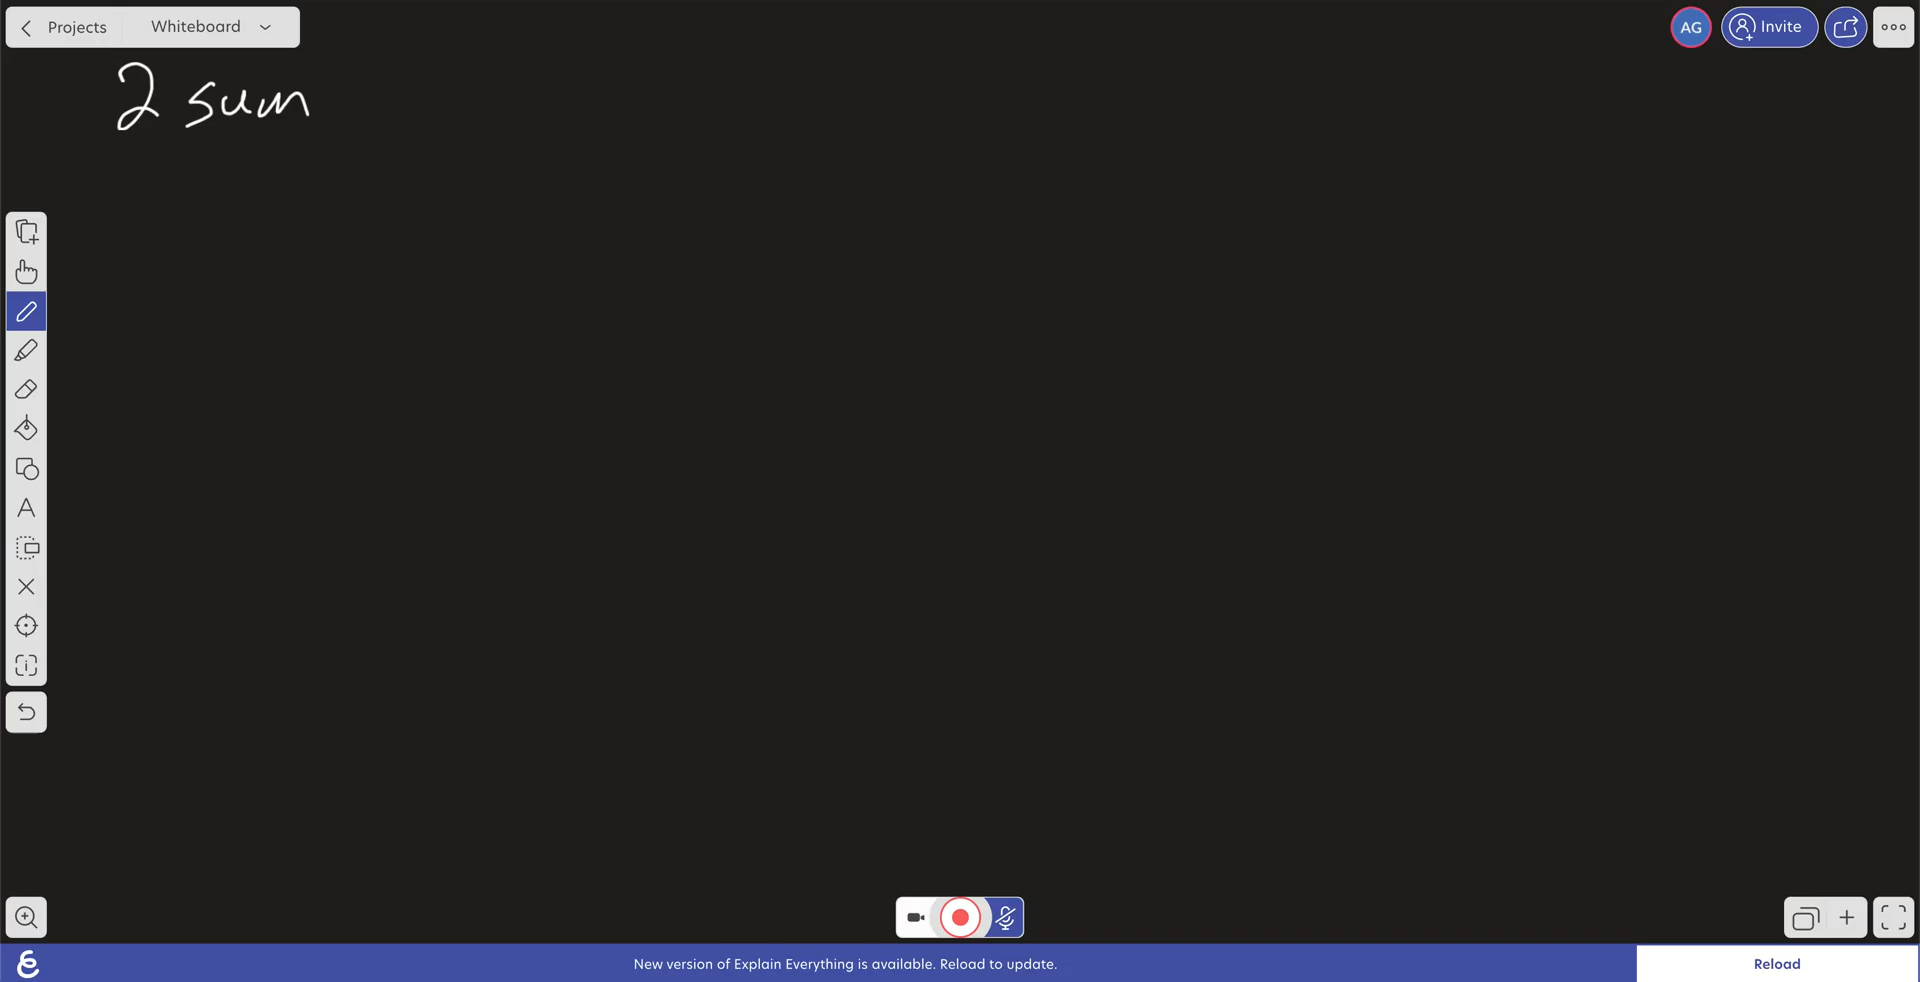 Projects
Whiteboard
AG
Invite
2 sum
A
New version of Explain Everything is available. Reload to update.
Reload